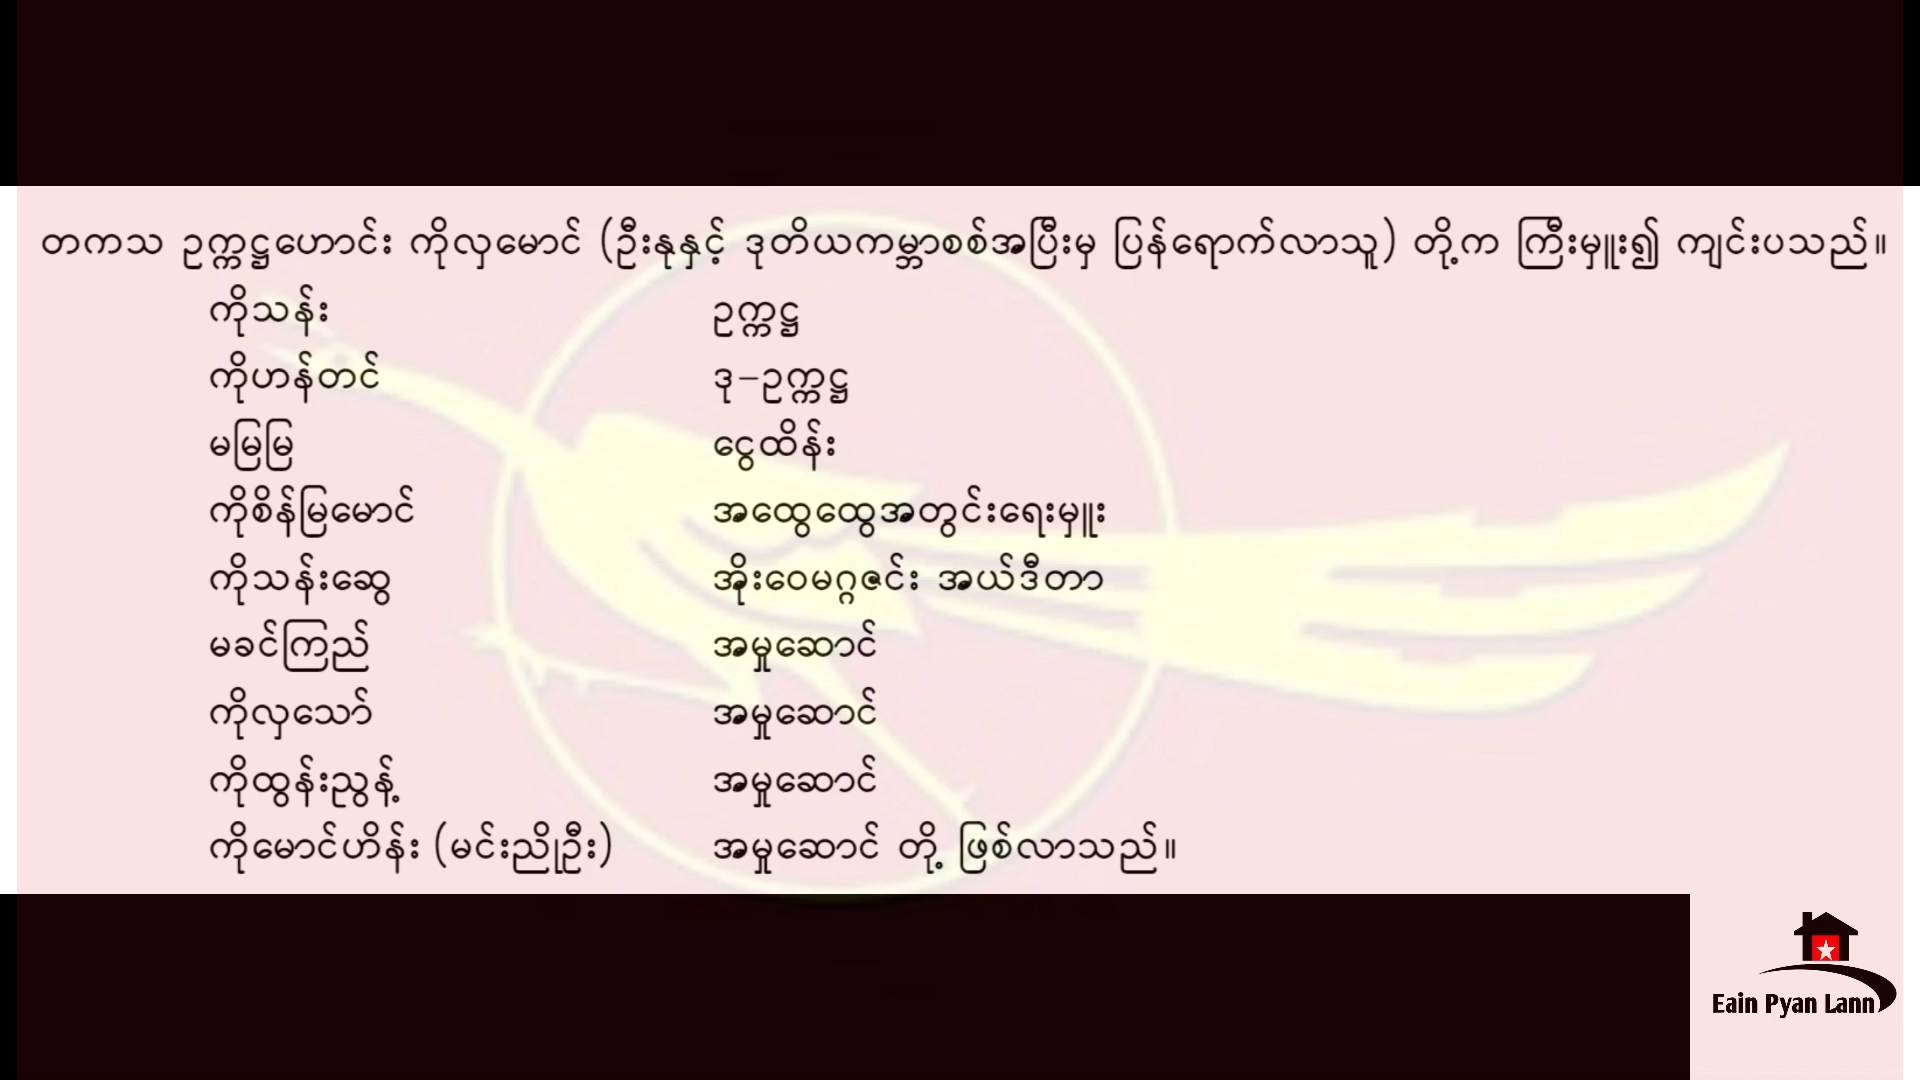 တကသ ဥက္ကဋ္ဌဟောင်း ကိုလှမောင် (ဦးနုနှင့် ဒုတိယကမ္ဘာစစ်အပြီးမှ ပြန်ရောက်လာသူ) တို့က ကြီးမှူး၍ ကျင်းပသည်။
ကိုသန်း ဥက္ကဋ္ဌ
ကိုဟန်တင် ဒု-ဥက္ကဋ္ဌ
မမြမြ ငွေထိန်း
ကိုစိန်မြမောင် အထွေထွေအတွင်းရေးမှူး
ကိုသန်းဆွေ အိုးဝေမဂ္ဂဇင်း အယ်ဒီတာ
မခင်ကြည် အမှုဆောင်
ကိုလှသော် အမှုဆောင်
ကိုထွန်းညွန့် အမှုဆောင်
ကိုမောင်ဟိန်း (မင်းညိုဦး) အမှုဆောင် တို့ ဖြစ်လာသည်။
Eain Pyan Lann